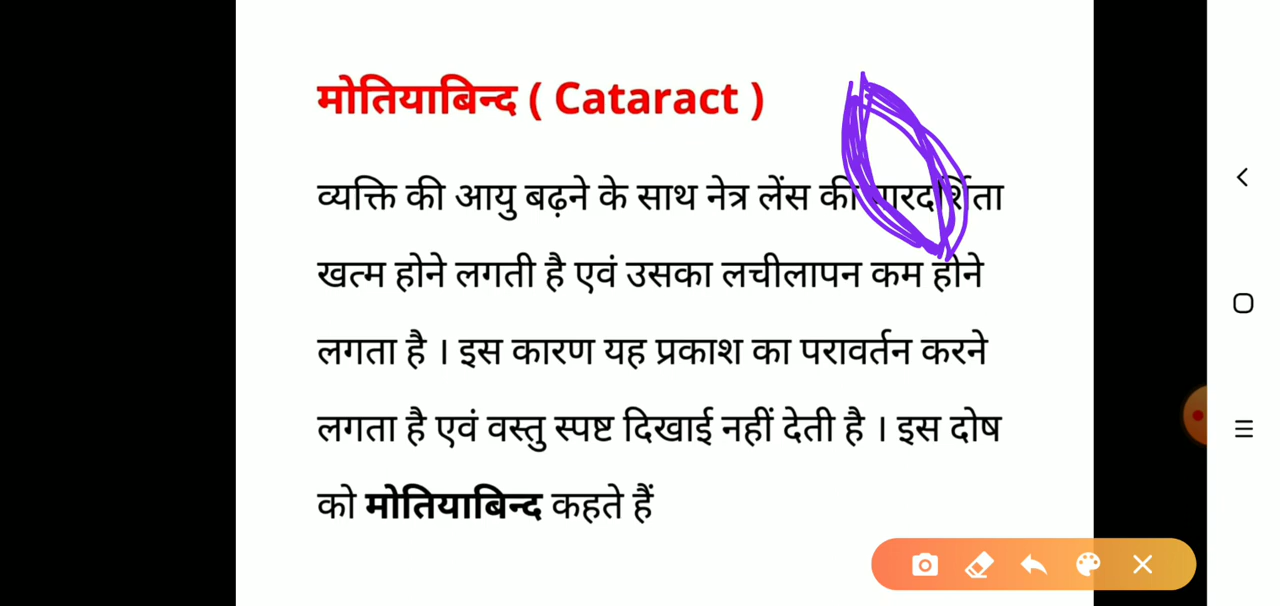 मोतियाबिन्द ( Cataract )
व्यक्ति की आयु बढ़ने के साथ नेत्र लेंस की पारदर्शिता
खत्म होने लगती है एवं उसका लचीलापन कम होने
लगता है । इस कारण यह प्रकाश का परावर्तन करने
लगता है एवं वस्तु स्पष्ट दिखाई नहीं देती है । इस दोष
को मोतियाबिन्द कहते हैं